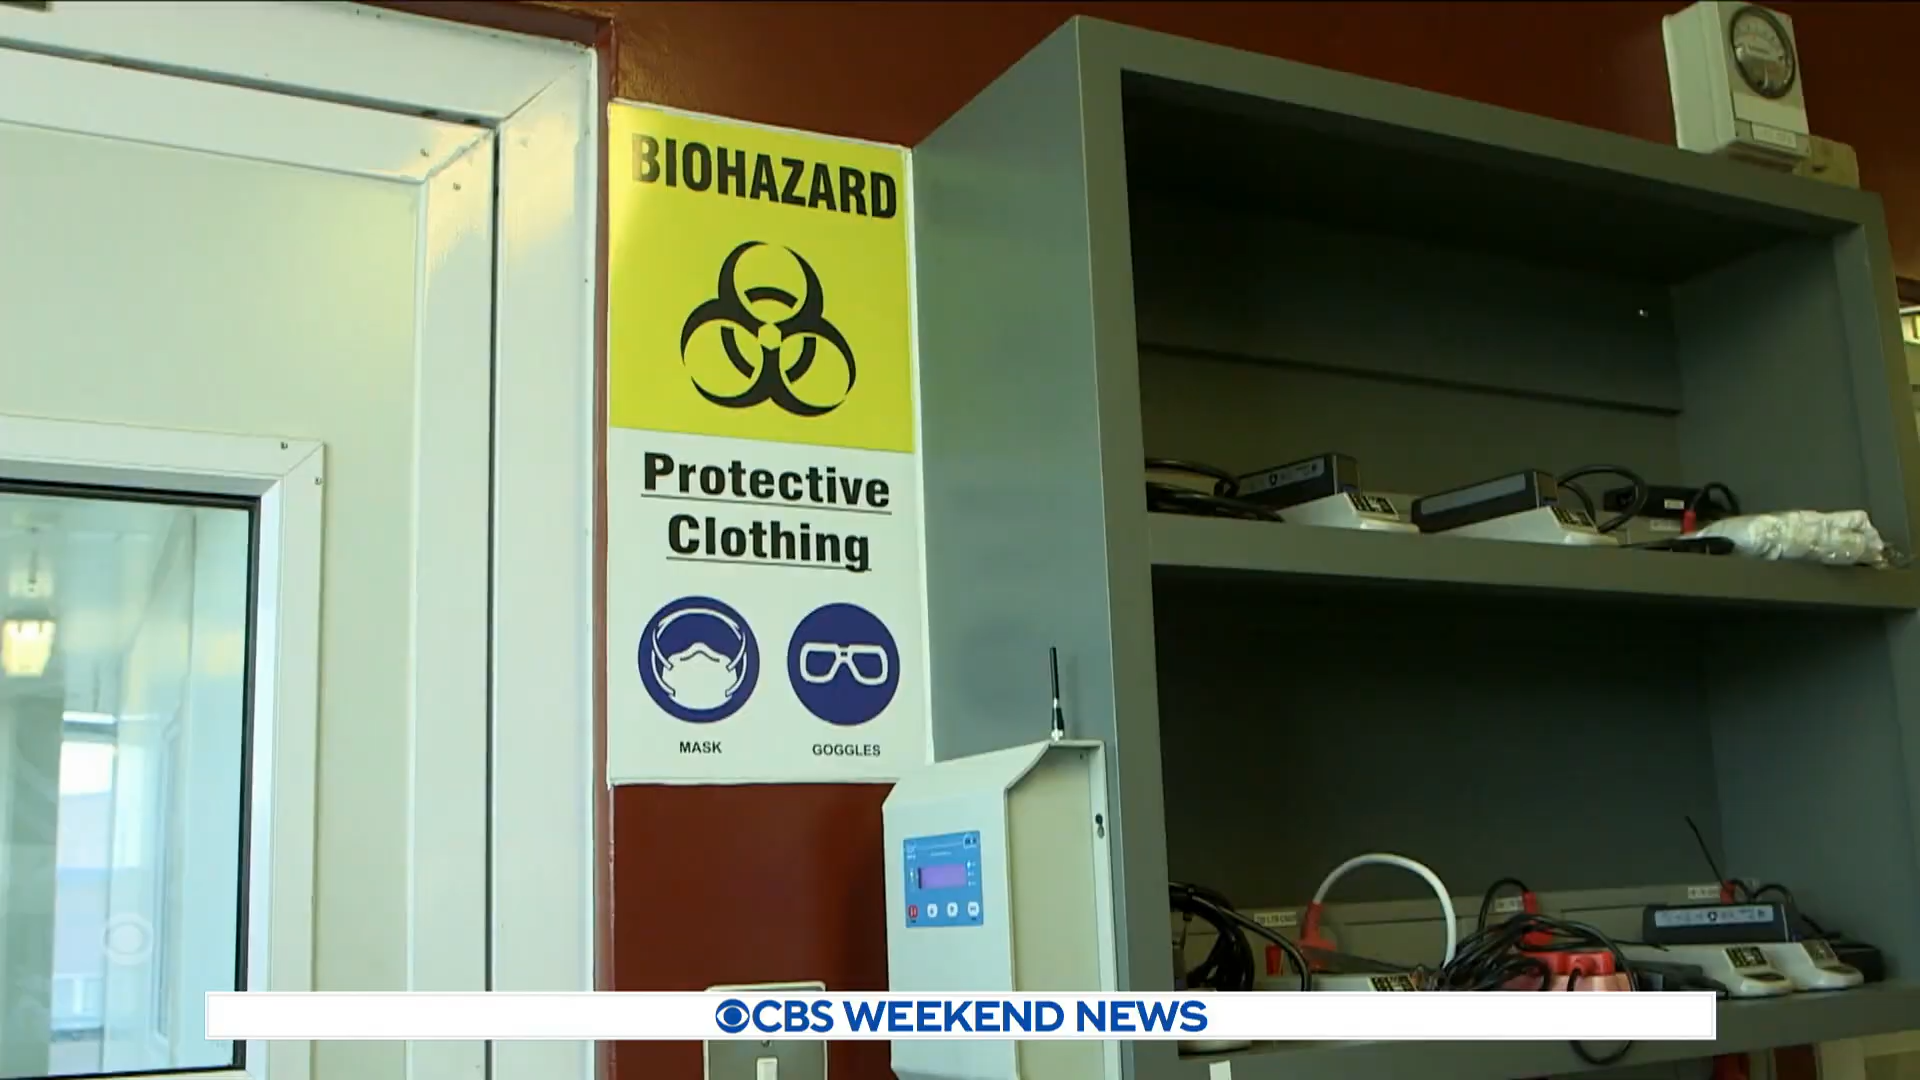 BIOHAZARD
Protective
Clothing
MASK
GOGGLES
CBS WEEKEND NEWS